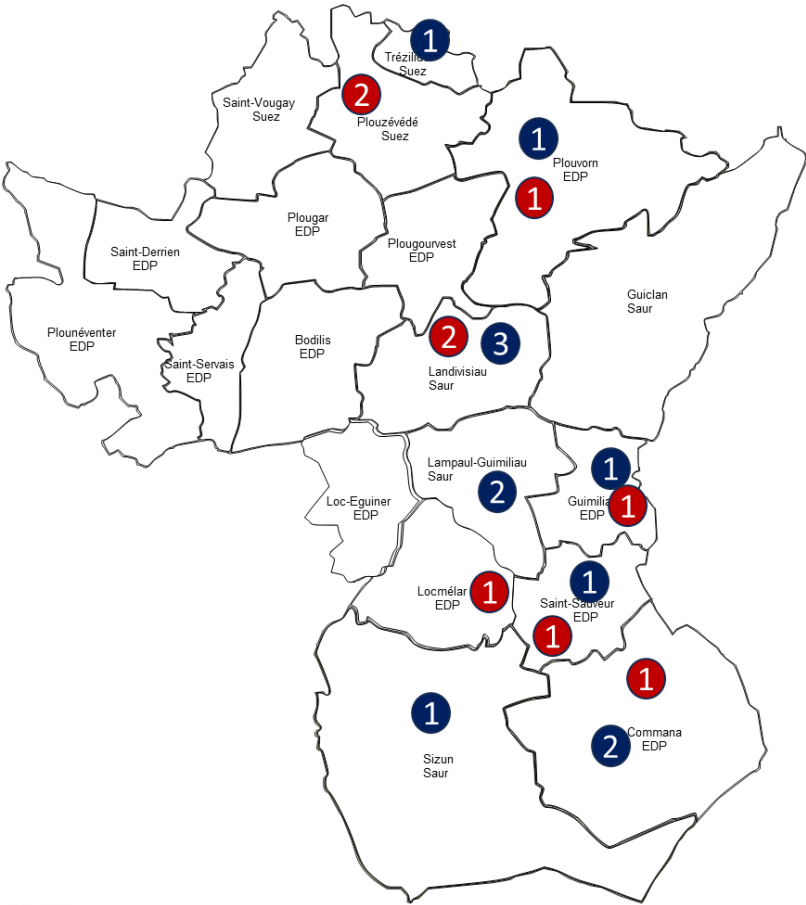 1
Trézilidé
Suez
2
Plouzévédé
Suez
Saint-Vougay
Suez
1
Plouvorn
EDP
1
Plougar
EDP
Plougourvest
EDP
Saint-Derrien
EDP
Guiclan
Saur
Plounéventer
EDP
Saint-Servais
EDP
Bodilis
EDP
2
3
Landivisiau
Saur
Lampaul-Guimiliau
Saur
2
1
Guimilia
EDP
1
Loc-Eguiner
EDP
Locmélar
EDP
1
1
Saint-Sauveur
EDP
1
1
2
Commana
EDP
1
Sizun
Saur